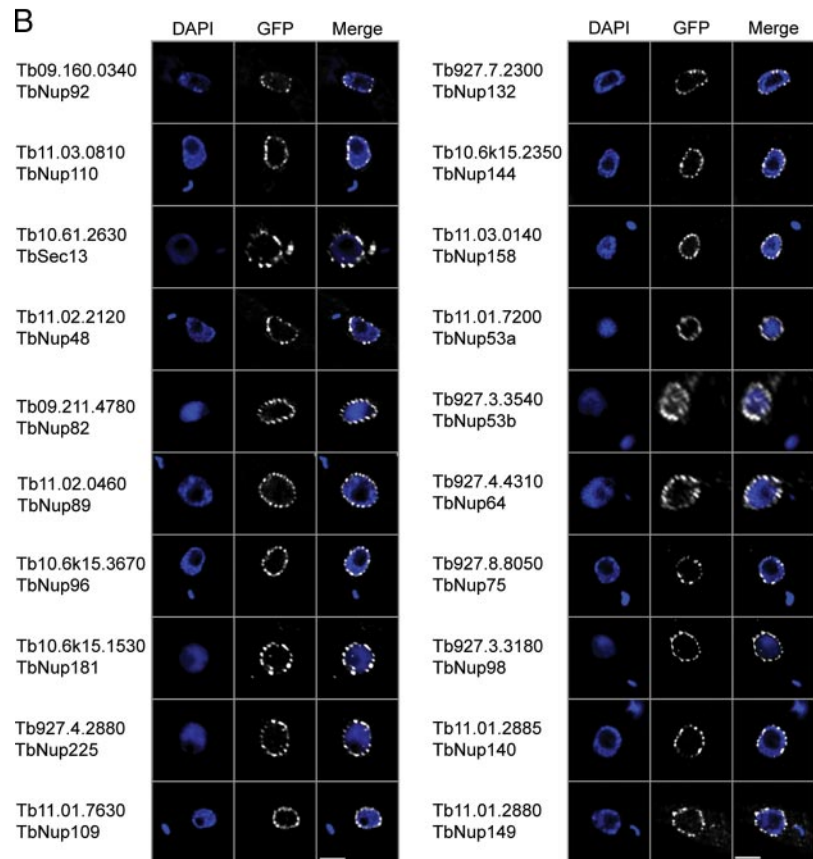 B
DAPI GFP Merge
Tb09.160.0340
TbNup92
Tb11.03.0810
TbNup110
Tb10.61.2630
TbSec13
Tb11.02.2120
TbNup48
Tb09.211.4780
TbNup82
Tb11.02.0460
TbNup89
Tb10.6k15.3670
TbNup96
Tb10.6k15.1530
TbNup181
Tb927.4.2880
TbNup225
Tb11.01.7630
TbNup109
DAPI GFP Merge
Tb927.7.2300
TbNup132
Tb10.6k15.2350
TbNup144
Tb11.03.0140
TbNup158
Tb11.01.7200
TbNup53a
Tb927.3.3540
TbNup53b
Tb927.4.4310
TbNup64
Tb927.8.8050
TbNup75
Tb927.3.3180
TbNup98
Tb11.01.2885
TbNup140
Tb11.01.2880
TbNup149